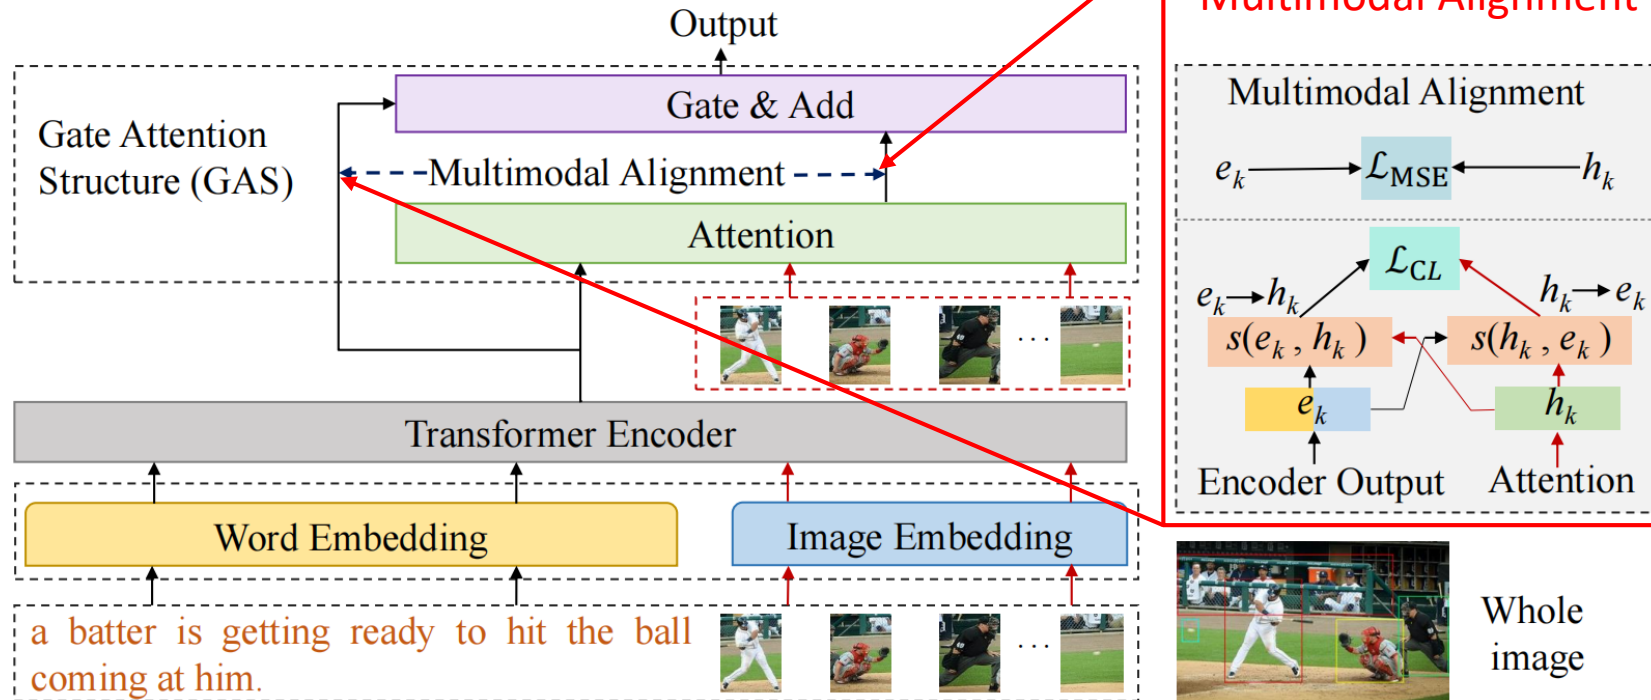 Multimodal Alignment
Output
Gate & Add
Gate Attention
Structure (GAS)
Multimodal Alignment
Attention
. . .
Transformer Encoder
Word Embedding
Image Embedding
a batter is getting ready to hit the ball
coming at him.
. . .
Multimodal Alignment
e_k
ℒ_MSE
h_k
ℒ_CL
e_k → h_k
h_k → e_k
s(e_k , h_k )
s(h_k , e_k )
e_k
h_k
Encoder Output
Attention
Whole
image